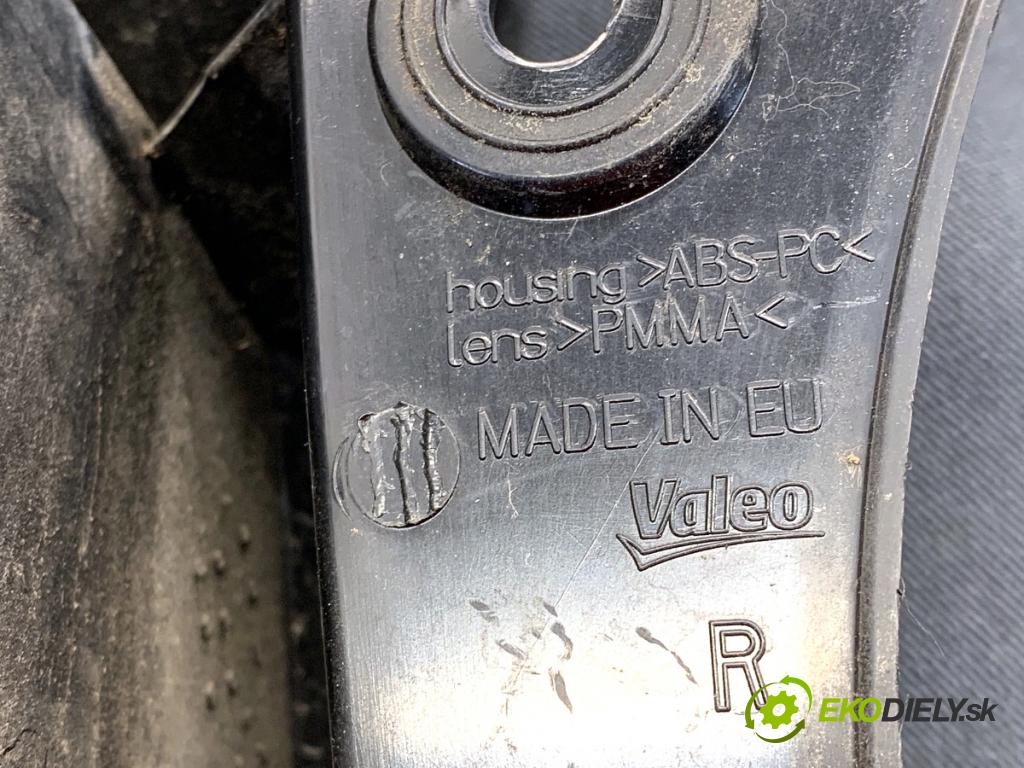 housing >ABS-PC<
lens >PMMA<
MADE IN EU
Valeo
R
EKODIELY.sk